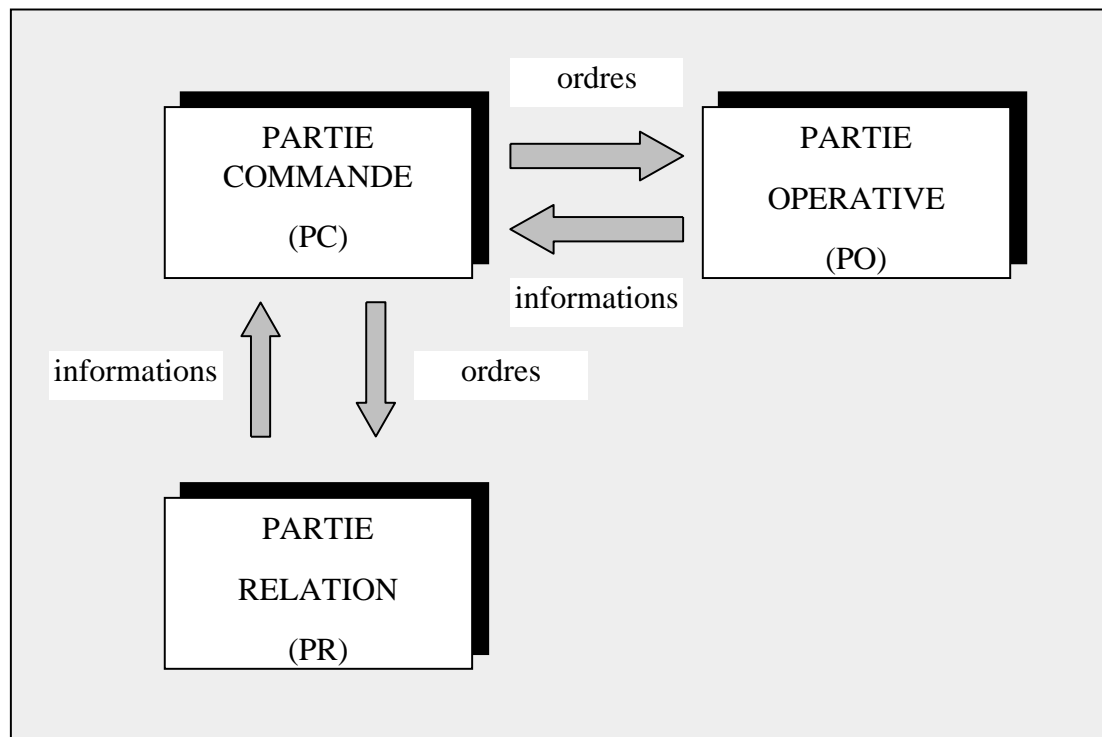 ordres
PARTIE
COMMANDE
(PC)
PARTIE
OPERATIVE
(PO)
informations
informations
ordres
PARTIE
RELATION
(PR)